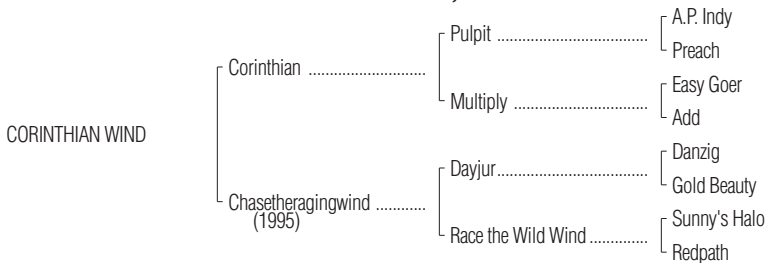 A.P. Indy
Pulpit ........................................
Preach
Corinthian ............................
Easy Goer
Multiply ...................................
Add
CORINTHIAN WIND
Danzig
Dayjur.......................................
Gold Beauty
Chasetheragingwind ............
(1995)
Sunny's Halo
Race the Wild Wind ...............
Redpath